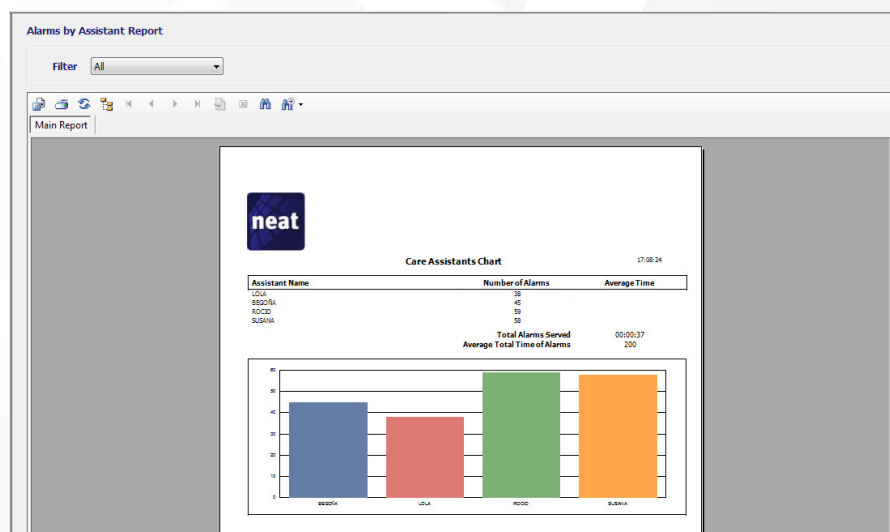 Alarms by Assistant Report
Filter All
Main Report
neat
Care Assistants Chart 17:08:24
Assistant Name Number of Alarms Average Time
LOLA 38
BEGOÑA 45
ROCIO 59
SUSANA 58
Total Alarms Served 00:00:37
Average Total Time of Alarms 200
60
50
40
30
20
10
0
BEGOÑA LOLA ROCIO SUSANA